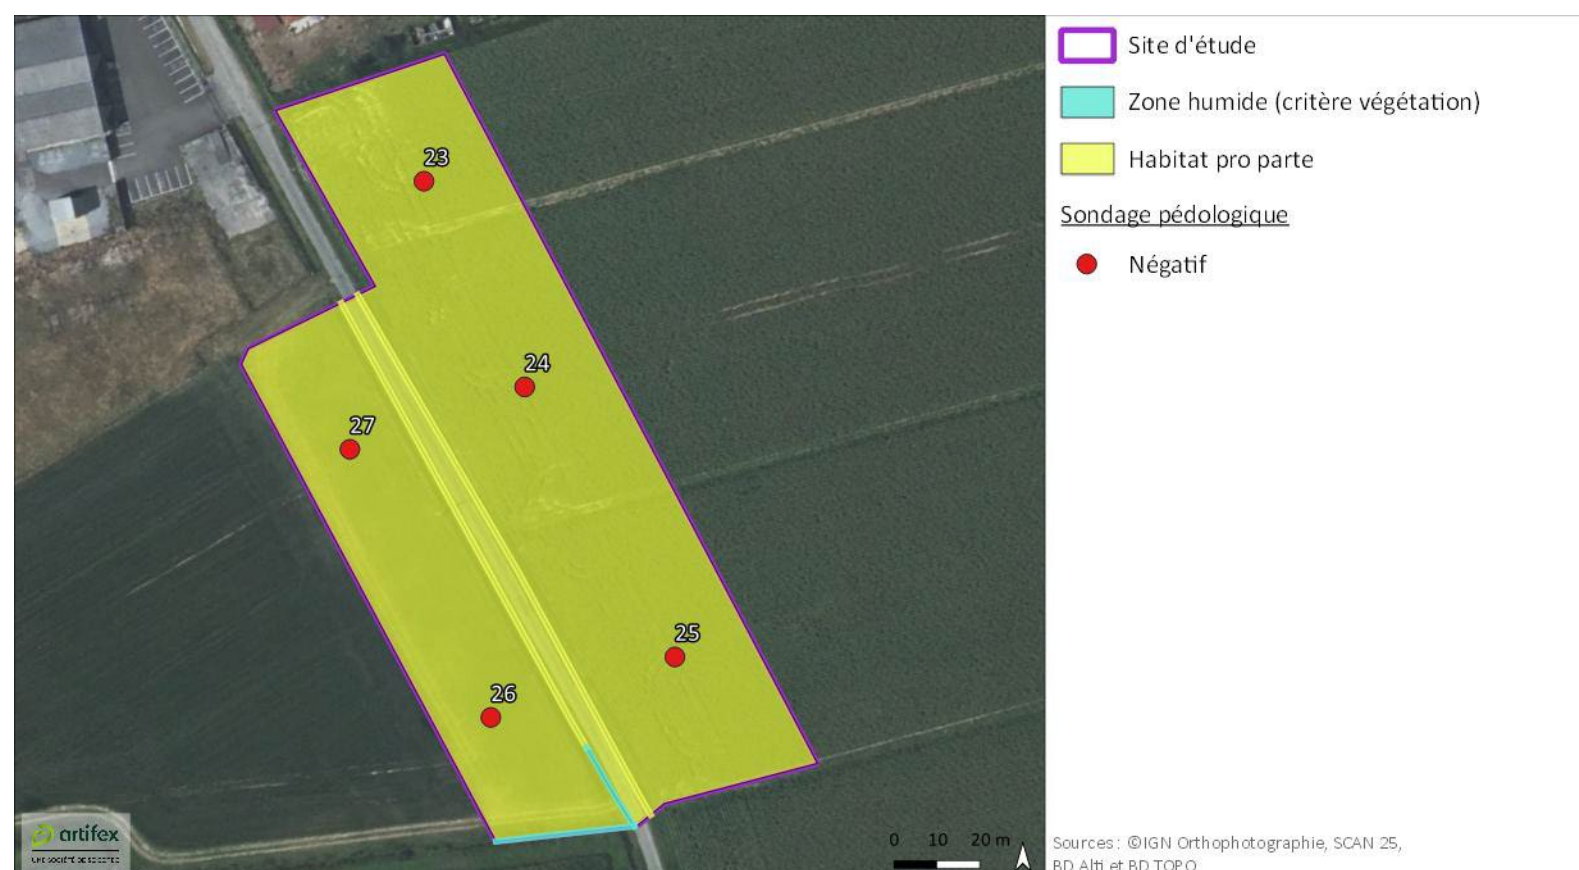 Site d'étude
Zone humide (critère végétation)
Habitat pro parte
Sondage pédologique
Négatif
23
24
27
25
26
artifex
0 10 20 m
Sources : ©IGN Orthophotographie, SCAN 25,
BD Alti et BD TOPO